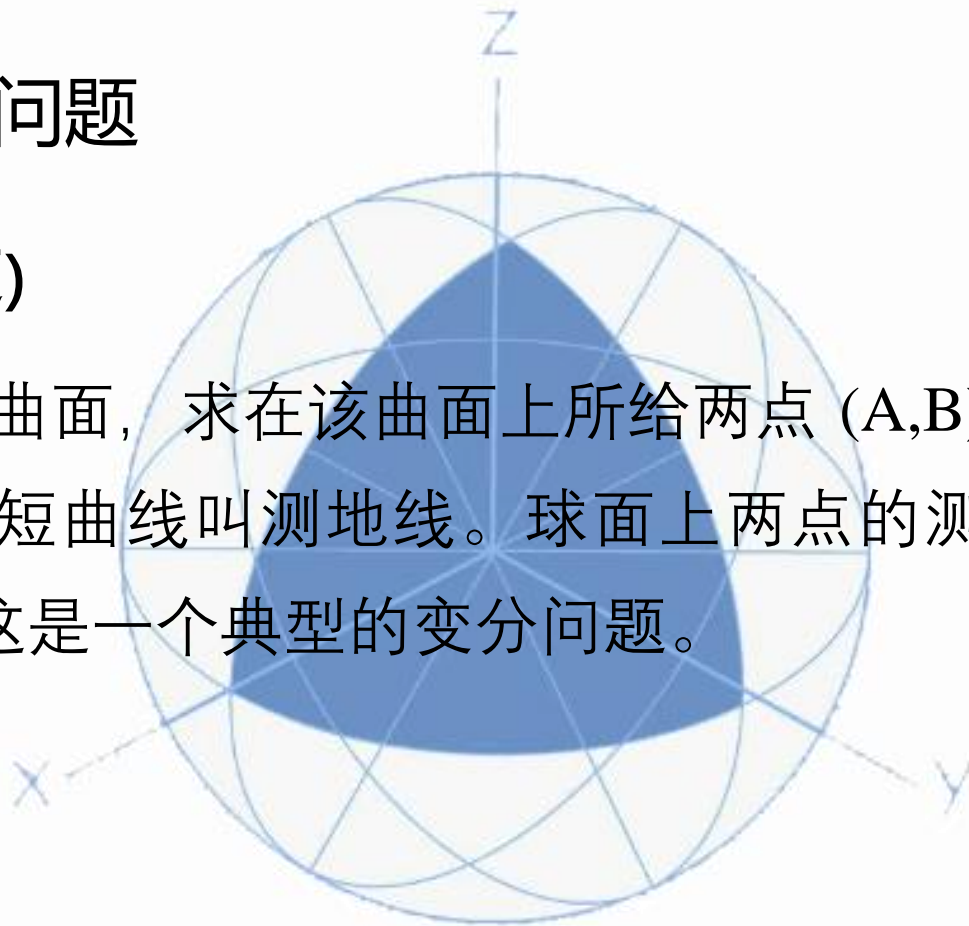 Z
问题
)
曲面，求在该曲面上所给两点 (A,B)
短曲线叫测地线。球面上两点的测
这是一个典型的变分问题。
X
Y